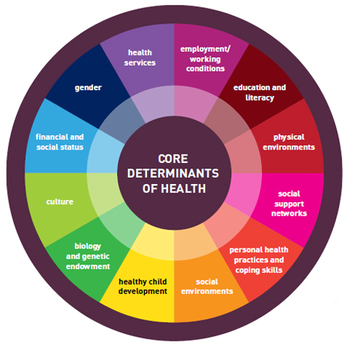 CORE
DETERMINANTS
OF HEALTH
employment/
working
conditions
education and
literacy
physical
environments
social
support
networks
personal health
practices and
coping skills
social
environments
healthy child
development
biology
and genetic
endowment
culture
financial and
social status
gender
health
services